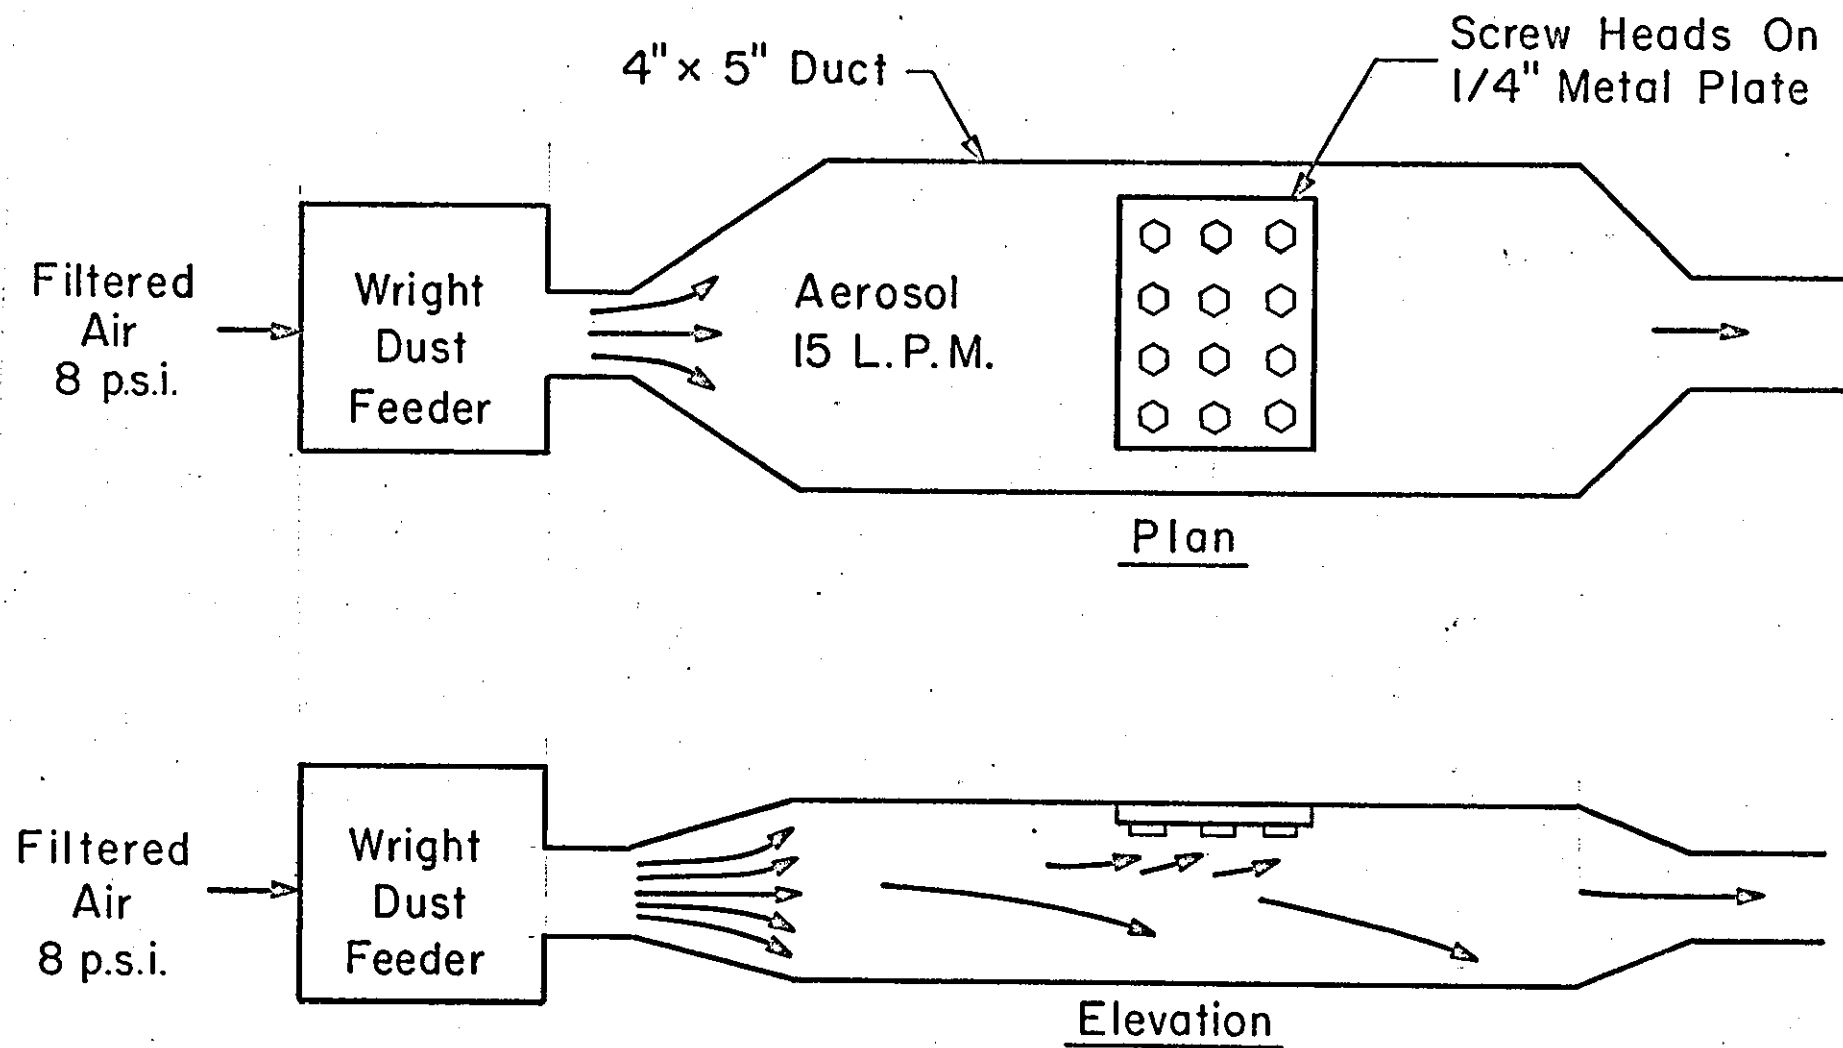 4" x 5" Duct
Screw Heads On
1/4" Metal Plate
Filtered
Air
8 p.s.i.
Wright
Dust
Feeder
Aerosol
15 L.P.M.
Plan
Filtered
Air
8 p.s.i.
Wright
Dust
Feeder
Elevation